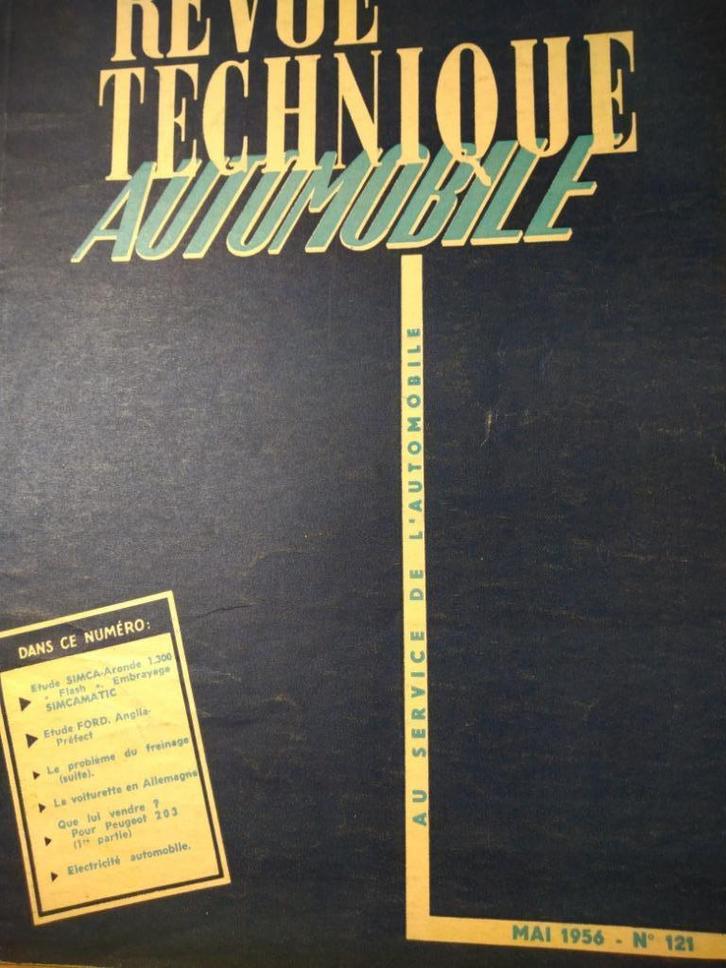 REVUE
TECHNIQUE
AUTOMOBILE
AU SERVICE DE L'AUTOMOBILE
DANS CE NUMÉRO:
Etude SIMCA-Aronde 1.300
" Flash ". Embrayage
SIMCAMATIC
Etude FORD. Anglia-
Préfect
Le problème du freinage
(suite).
La voiturette en Allemagne
Que lui vendre ?
Pour Peugeot 203
(1re partie)
Electricité automobile.
MAI 1956 - N° 121